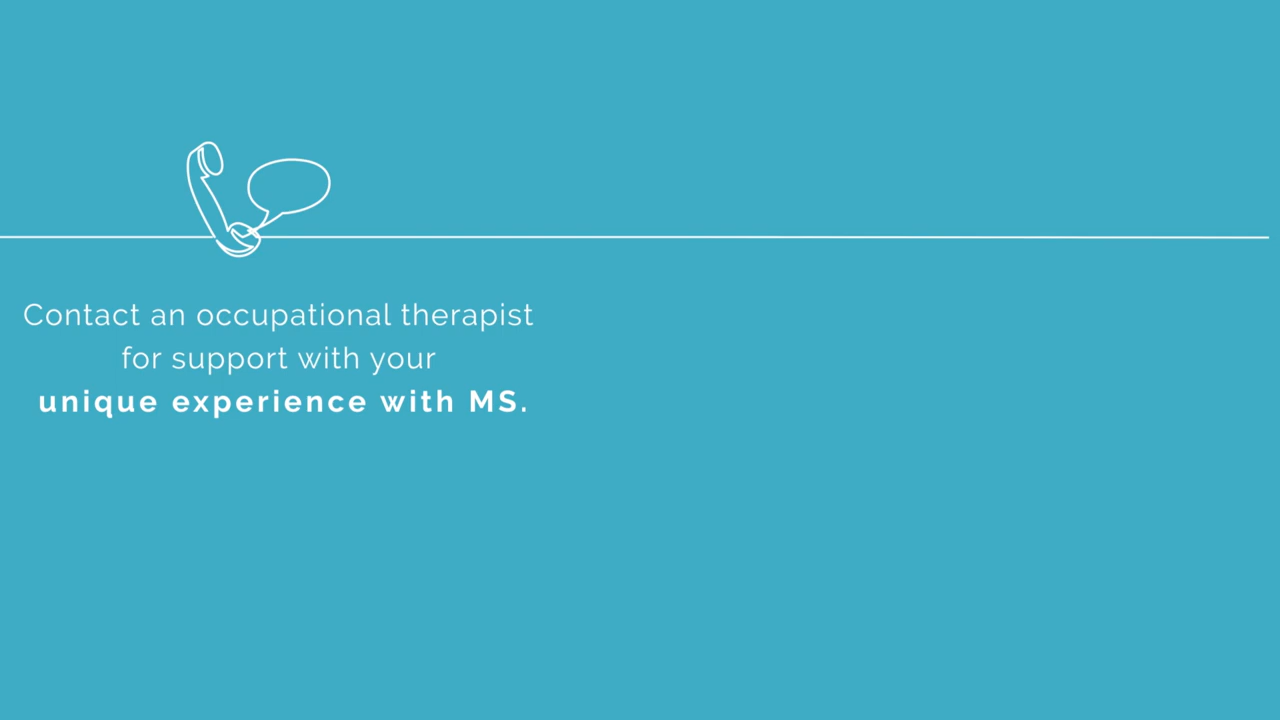 Contact an occupational therapist
for support with your
unique experience with MS.